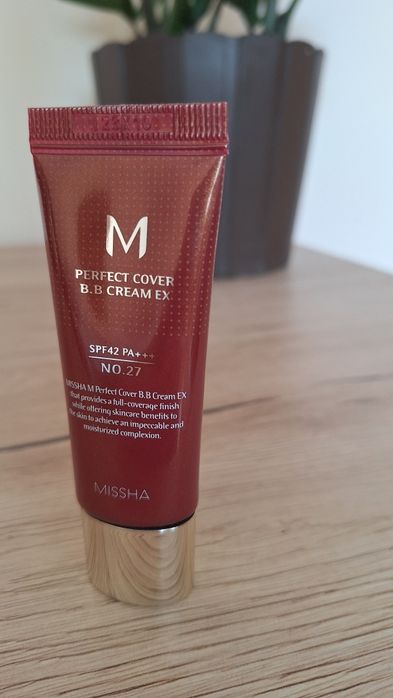 M
PERFECT COVER
B.B CREAM EX
SPF42 PA+++
NO.27
MISSHA M Perfect Cover B.B Cream EX
that provides a full-coverage finish
while offering skincare benefits to
the skin to achieve an impeccable and
moisturized complexion.
MISSHA